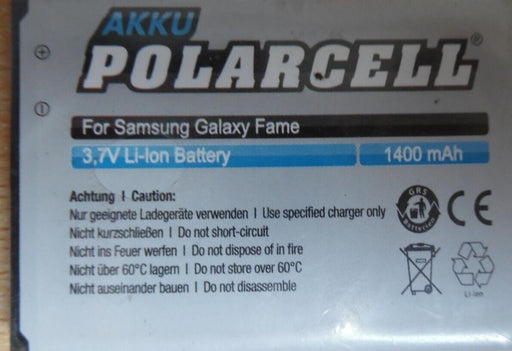 AKKU
POLARCELL®
For Samsung Galaxy Fame
3,7V Li-Ion Battery 1400 mAh
Achtung I Caution:
Nur geeignete Ladegeräte verwenden I Use specified charger only
Nicht kurzschließen I Do not short-circuit
Nicht ins Feuer werfen I Do not dispose of in fire
Nicht über 60°C lagern I Do not store over 60°C
Nicht auseinander bauen I Do not disassemble
GRS
Batterien
CE
Li-Ion